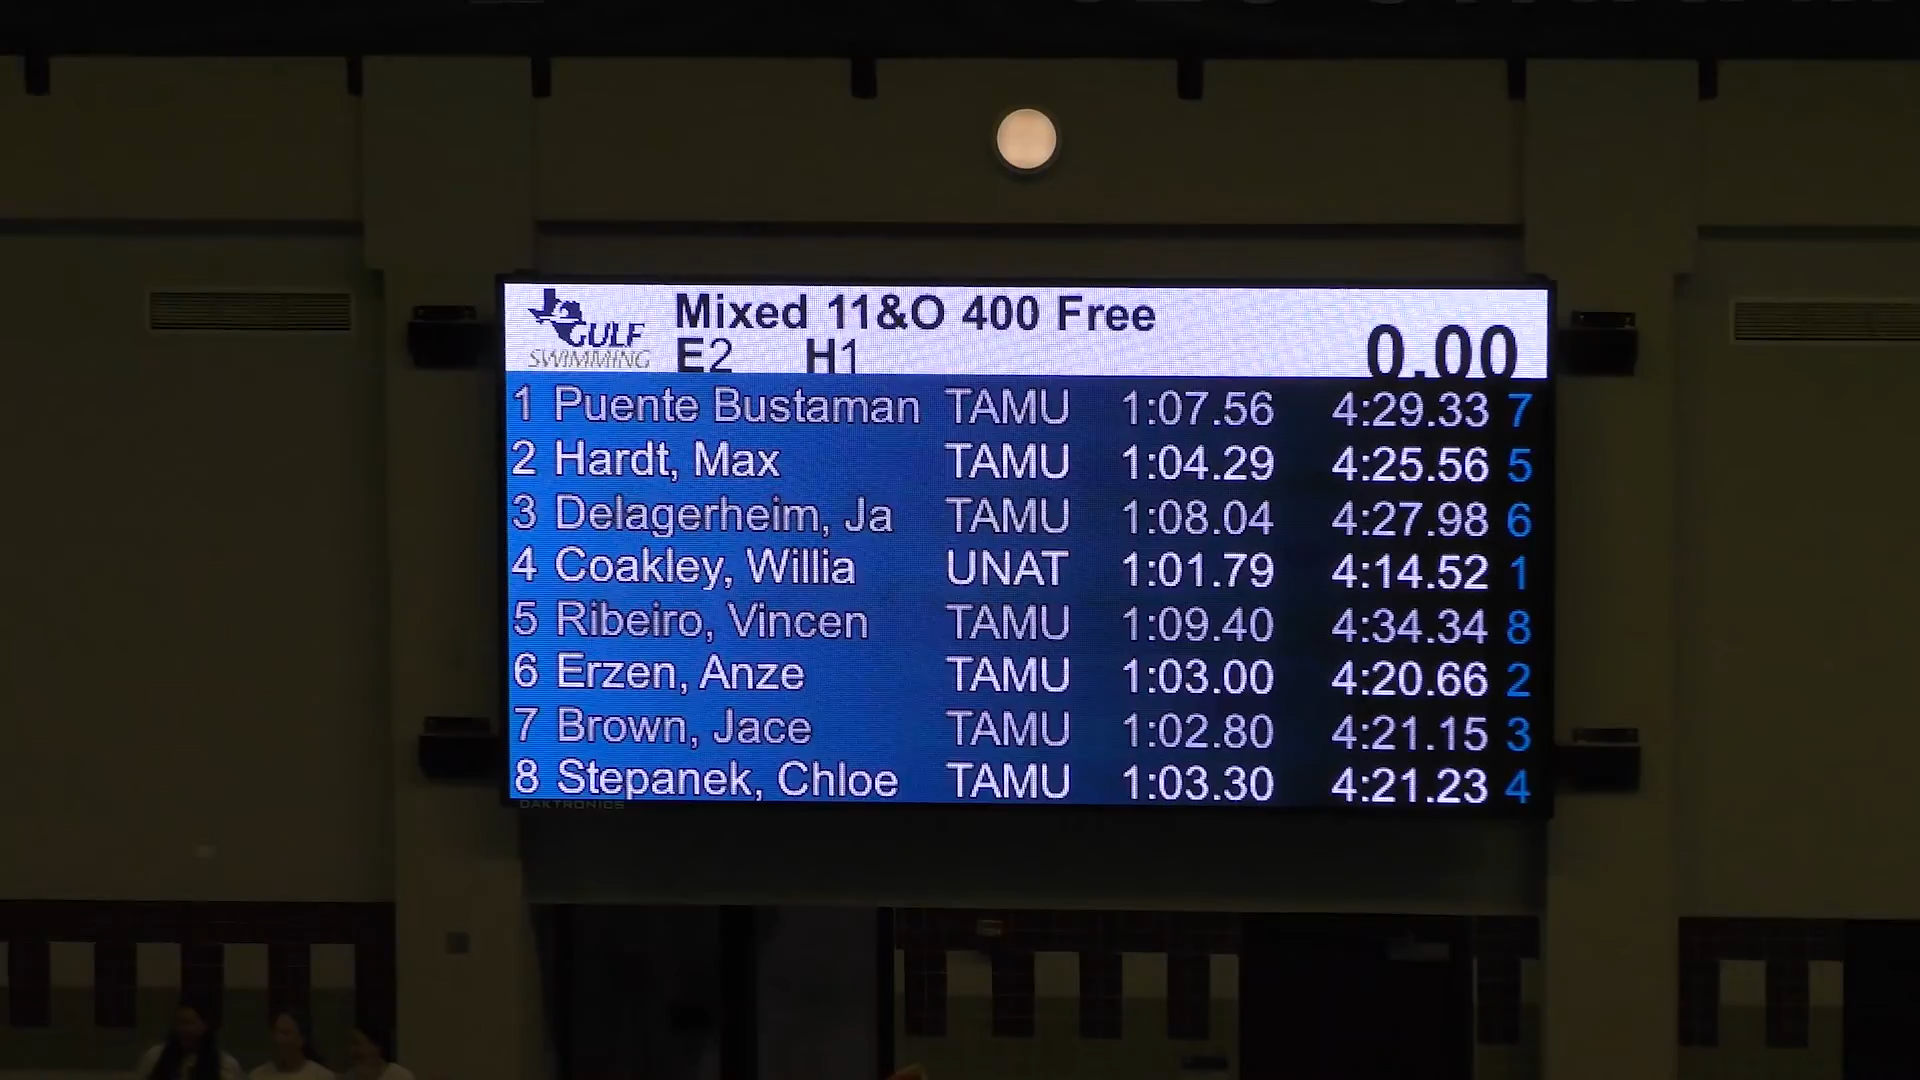 GULF
SWIMMING
Mixed 11&O 400 Free
E2 H1 0.00
1 Puente Bustaman TAMU 1:07.56 4:29.33 7
2 Hardt, Max TAMU 1:04.29 4:25.56 5
3 Delagerheim, Ja TAMU 1:08.04 4:27.98 6
4 Coakley, Willia UNAT 1:01.79 4:14.52 1
5 Ribeiro, Vincen TAMU 1:09.40 4:34.34 8
6 Erzen, Anze TAMU 1:03.00 4:20.66 2
7 Brown, Jace TAMU 1:02.80 4:21.15 3
8 Stepanek, Chloe TAMU 1:03.30 4:21.23 4
DAKTRONICS